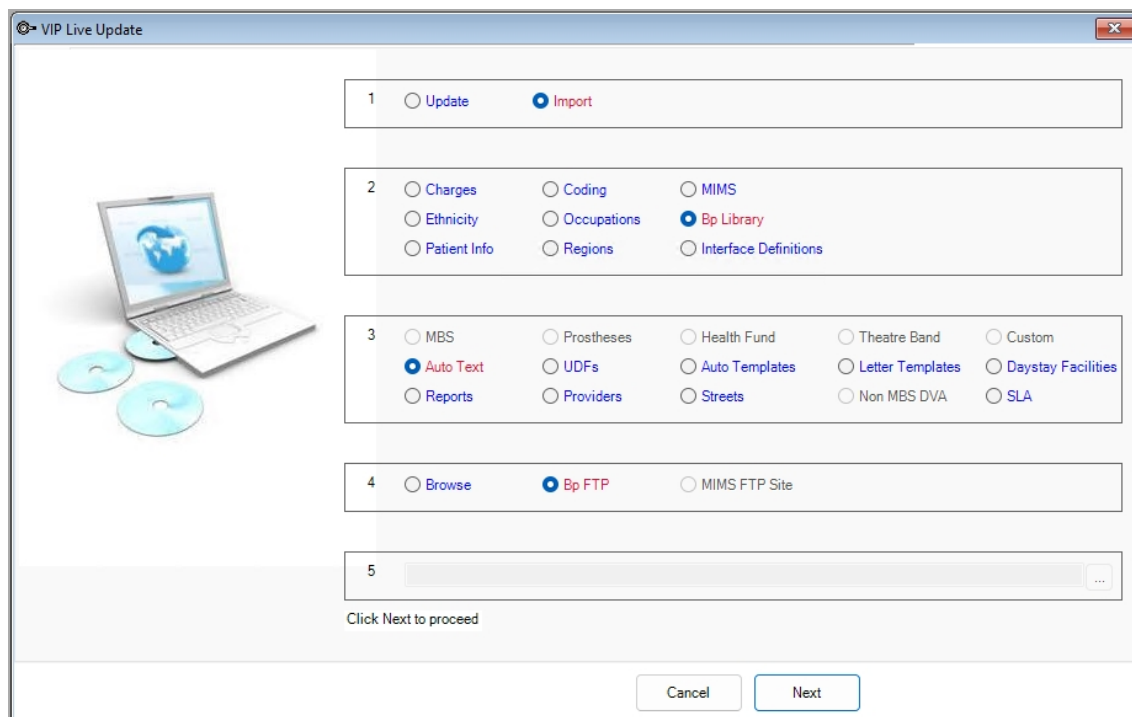 VIP Live Update
1 Update Import
2 Charges Coding MIMS
Ethnicity Occupations Bp Library
Patient Info Regions Interface Definitions
3 MBS Prostheses Health Fund Theatre Band Custom
Auto Text UDFs Auto Templates Letter Templates Daystay Facilities
Reports Providers Streets Non MBS DVA SLA
4 Browse Bp FTP MIMS FTP Site
5 ...
Click Next to proceed
Cancel Next